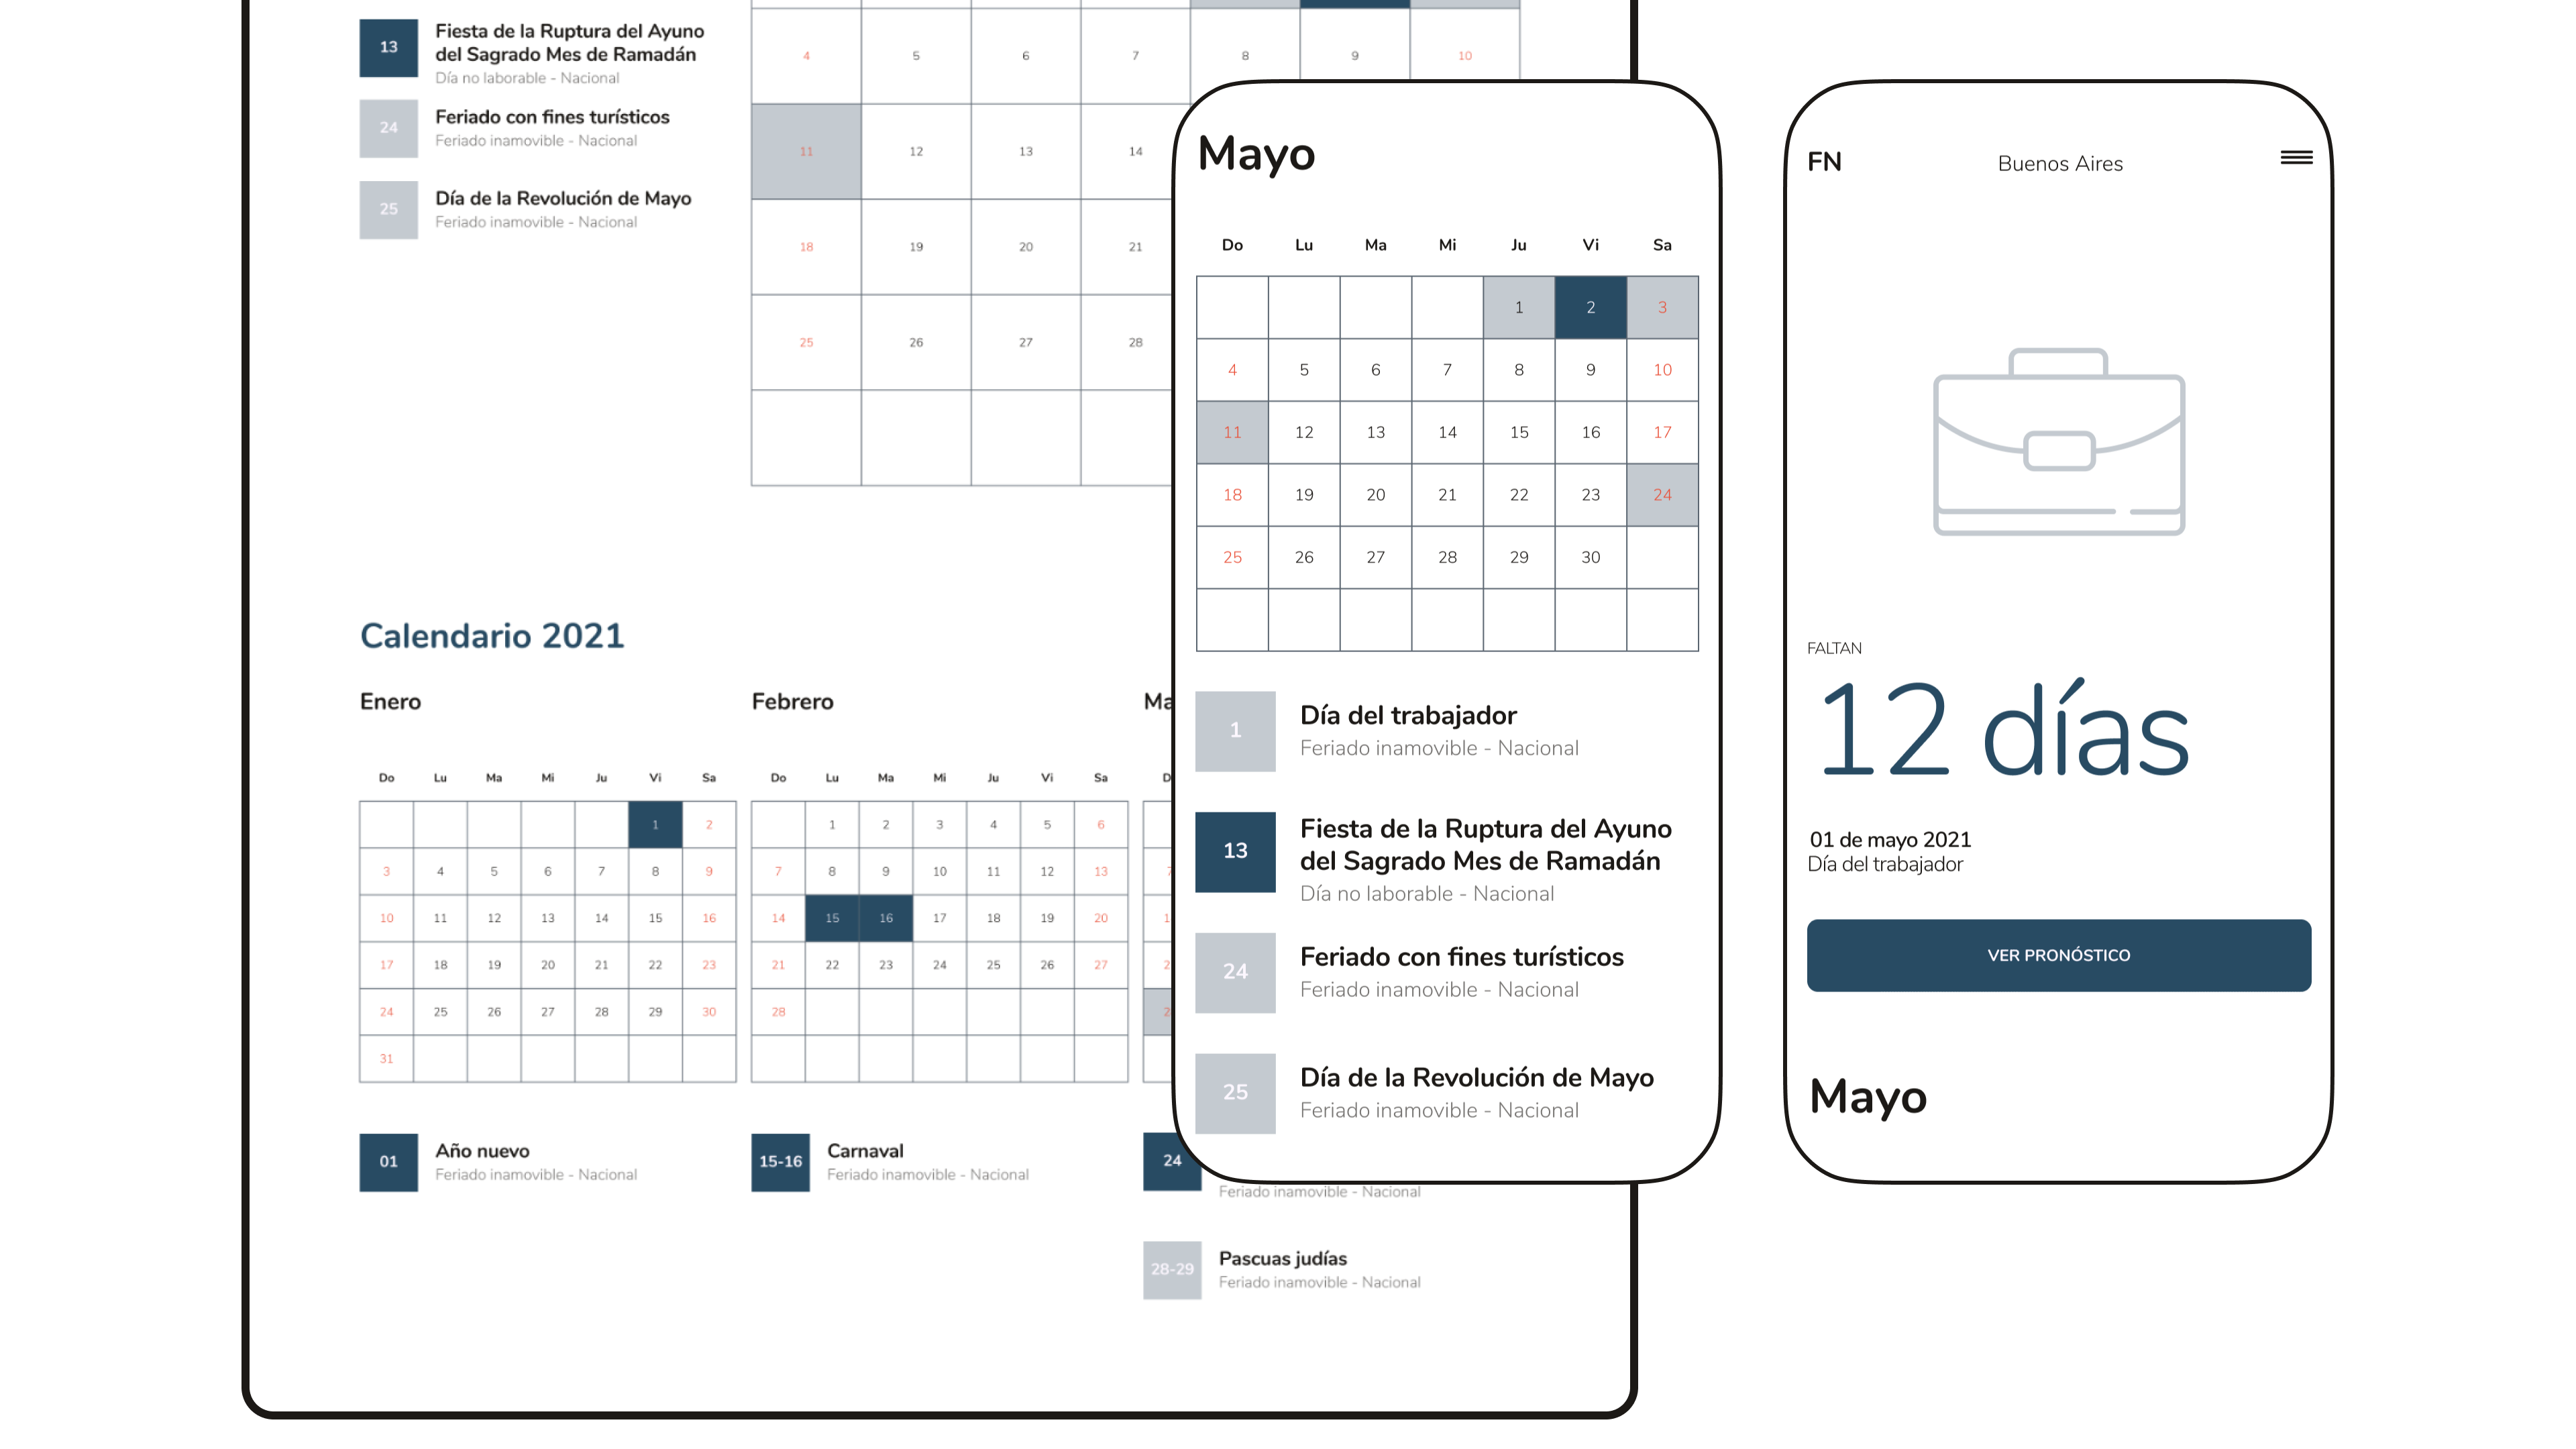 13
Fiesta de la Ruptura del Ayuno
del Sagrado Mes de Ramadán
Día no laborable - Nacional
24
Feriado con fines turísticos
Feriado inamovible - Nacional
25
Día de la Revolución de Mayo
Feriado inamovible - Nacional
4 5 6 7 8 9 10
11 12 13 14
18 19 20 21
25 26 27 28
Calendario 2021
Enero
Do Lu Ma Mi Ju Vi Sa
1 2
3 4 5 6 7 8 9
10 11 12 13 14 15 16
17 18 19 20 21 22 23
24 25 26 27 28 29 30
31
01
Año nuevo
Feriado inamovible - Nacional
Febrero
Do Lu Ma Mi Ju Vi Sa
1 2 3 4 5 6
7 8 9 10 11 12 13
14 15 16 17 18 19 20
21 22 23 24 25 26 27
28
15-16
Carnaval
Feriado inamovible - Nacional
Ma
24
Feriado inamovible - Nacional
28-29
Pascuas judías
Feriado inamovible - Nacional
Mayo
Do Lu Ma Mi Ju Vi Sa
1 2 3
4 5 6 7 8 9 10
11 12 13 14 15 16 17
18 19 20 21 22 23 24
25 26 27 28 29 30
1
Día del trabajador
Feriado inamovible - Nacional
13
Fiesta de la Ruptura del Ayuno
del Sagrado Mes de Ramadán
Día no laborable - Nacional
24
Feriado con fines turísticos
Feriado inamovible - Nacional
25
Día de la Revolución de Mayo
Feriado inamovible - Nacional
FN
Buenos Aires
FALTAN
12 días
01 de mayo 2021
Día del trabajador
VER PRONÓSTICO
Mayo